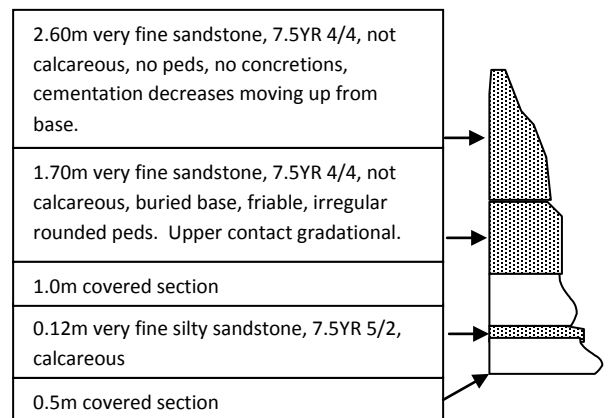 2.60m very fine sandstone, 7.5YR 4/4, not
calcareous, no peds, no concretions,
cementation decreases moving up from
base.
1.70m very fine sandstone, 7.5YR 4/4, not
calcareous, buried base, friable, irregular
rounded peds.  Upper contact gradational.
1.0m covered section
0.12m very fine silty sandstone, 7.5YR 5/2,
calcareous
0.5m covered section